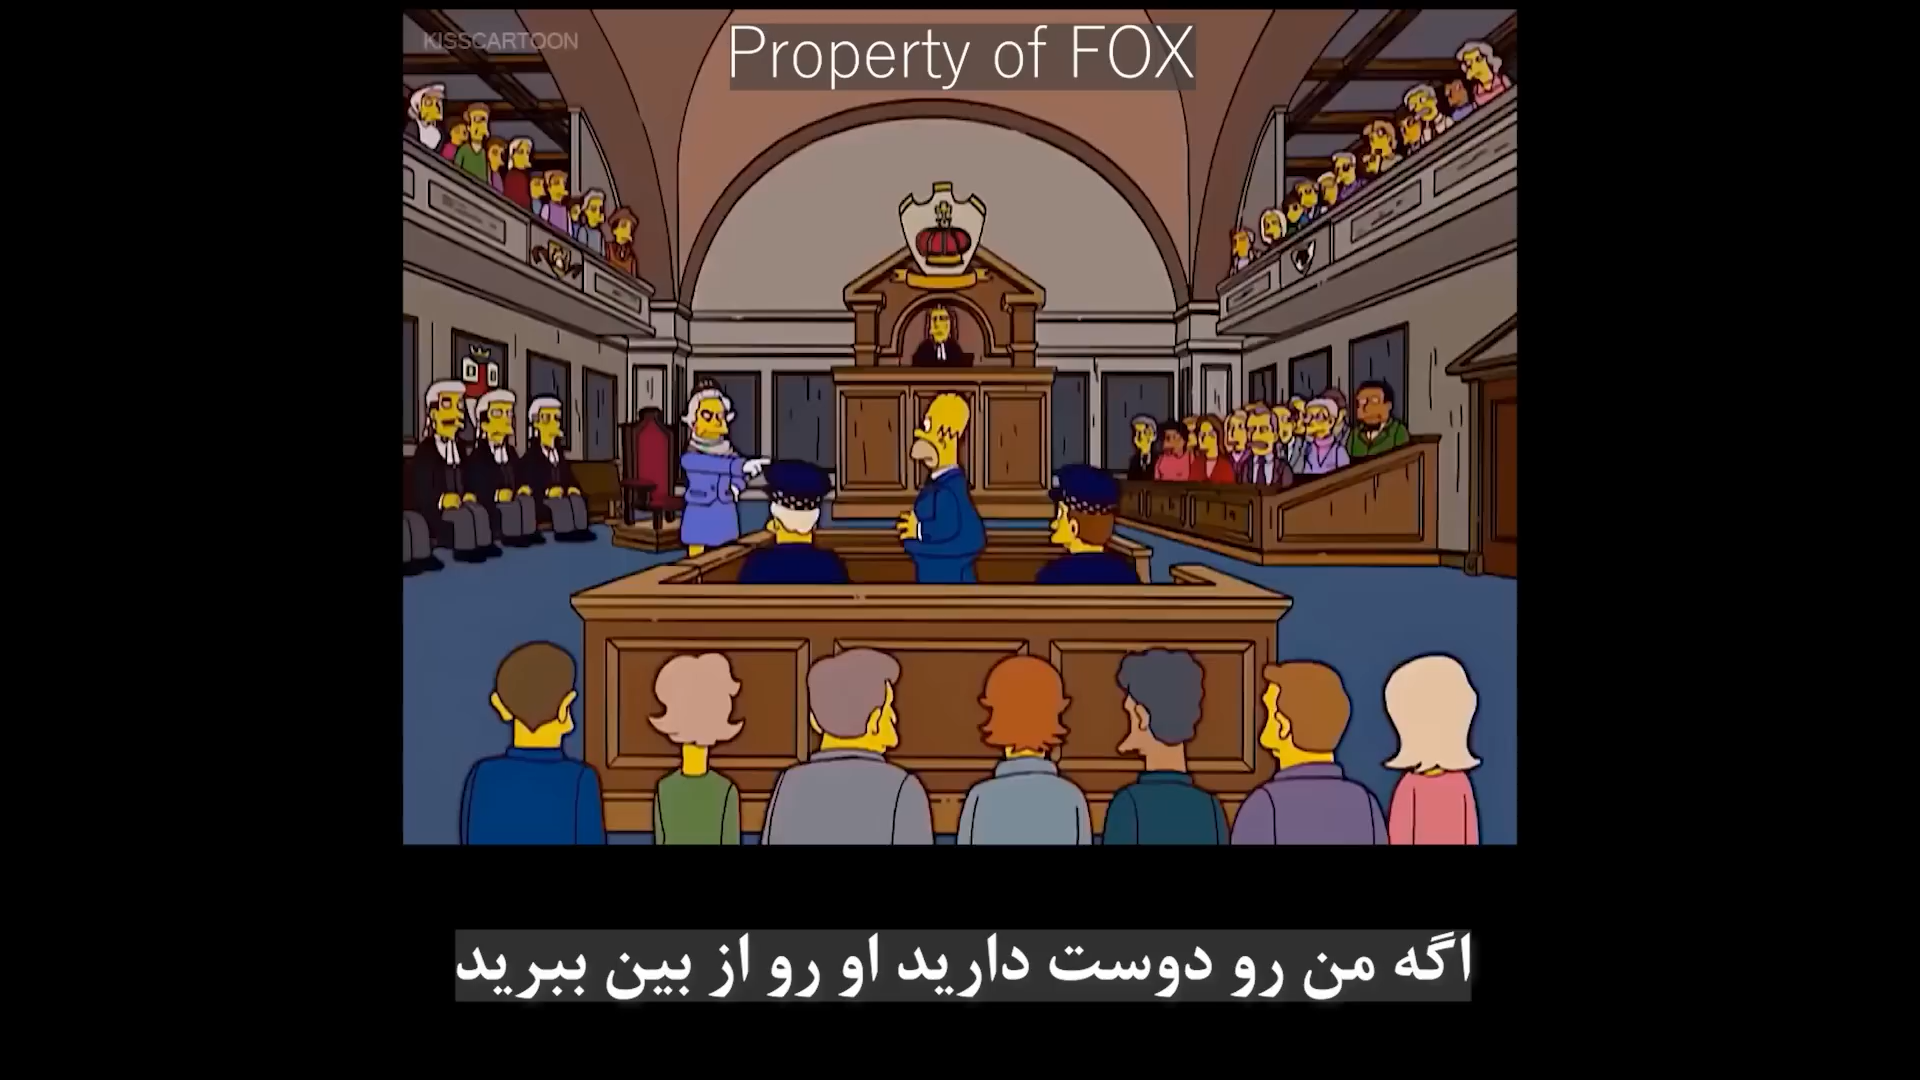 KISSCARTOON
Property of FOX
اگه من رو دوست دارید او رو از بین ببرید